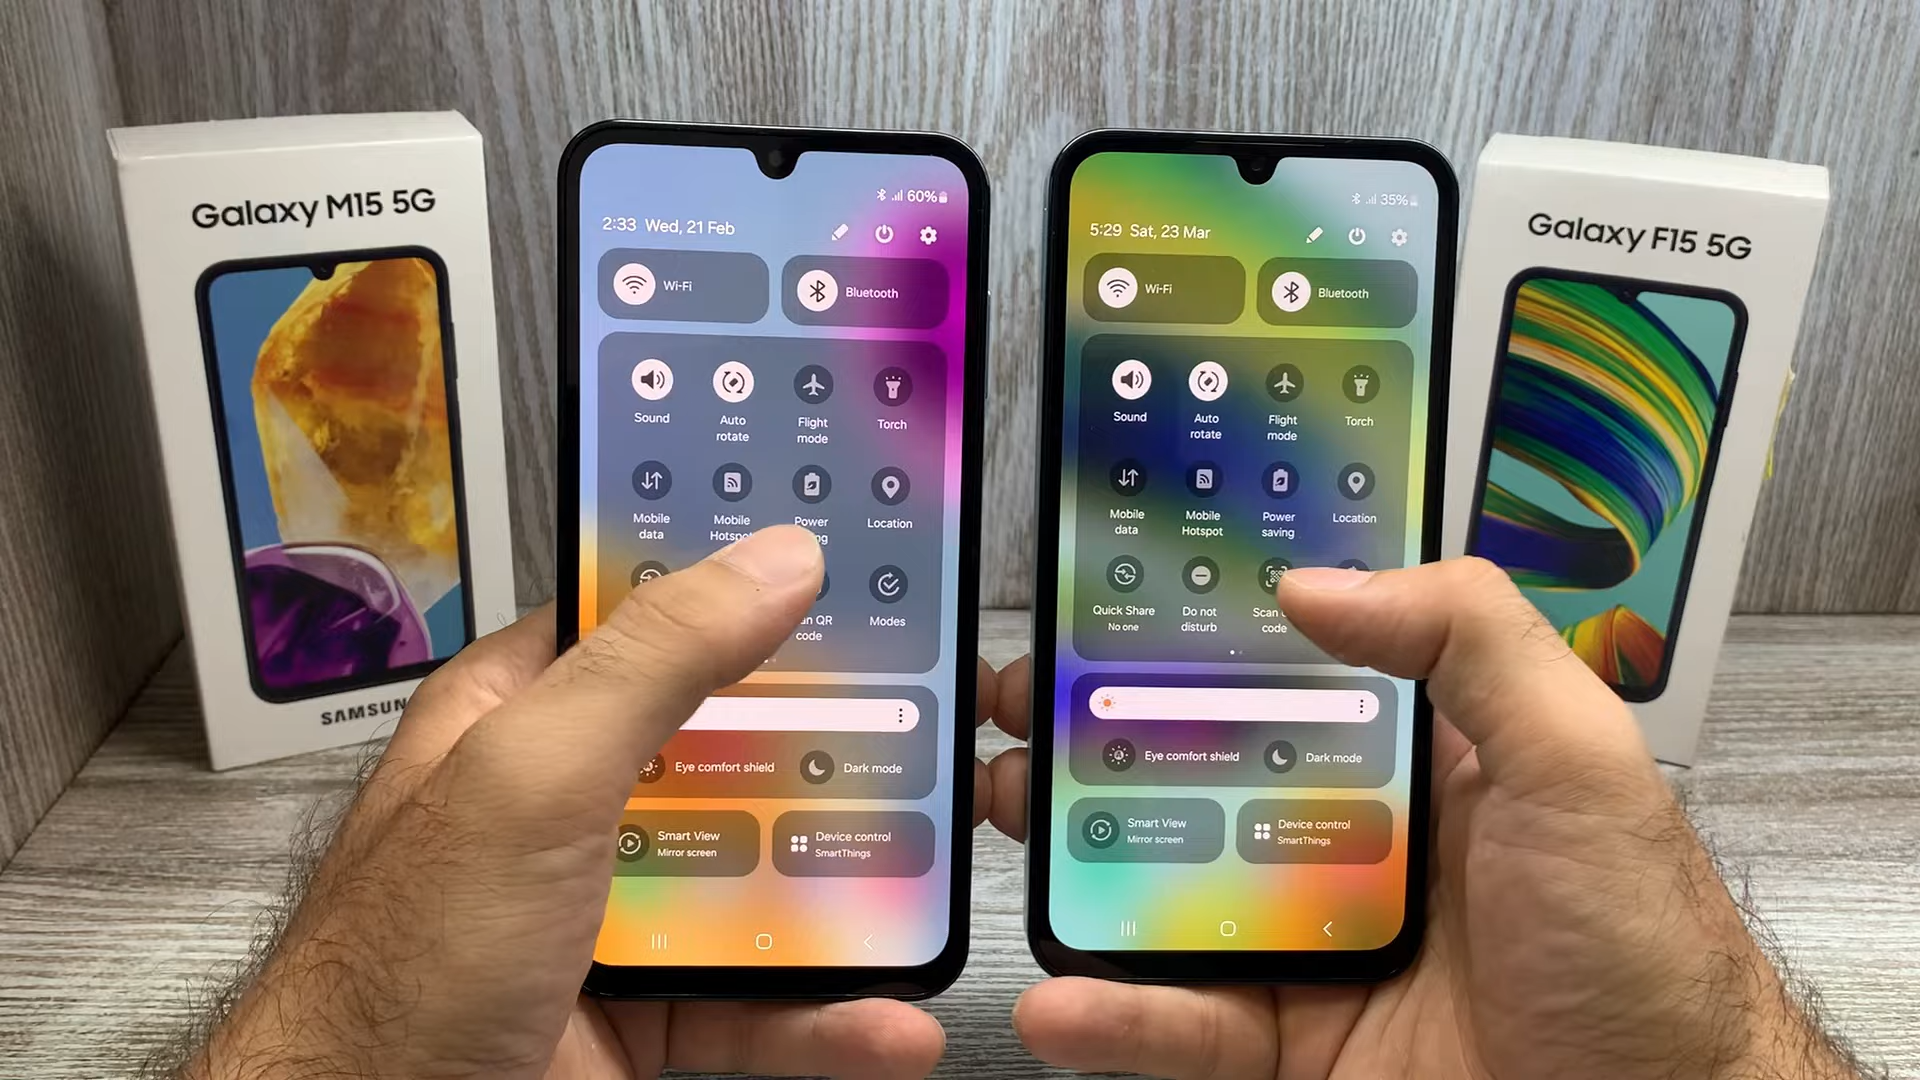 Galaxy M15 5G
SAMSUN
60%
2:33 Wed, 21 Feb
Wi-Fi
Bluetooth
Sound
Auto
rotate
Flight
mode
Torch
Mobile
data
Mobile
Hotspot
Power
Location
QR
code
Modes
Eye comfort shield
Dark mode
Smart View
Mirror screen
Device control
SmartThings
35%
5:29 Sat, 23 Mar
Wi-Fi
Bluetooth
Sound
Auto
rotate
Flight
mode
Torch
Mobile
data
Mobile
Hotspot
Power
saving
Location
Quick Share
No one
Do not
disturb
Scan
code
Eye comfort shield
Dark mode
Smart View
Mirror screen
Device control
SmartThings
Galaxy F15 5G